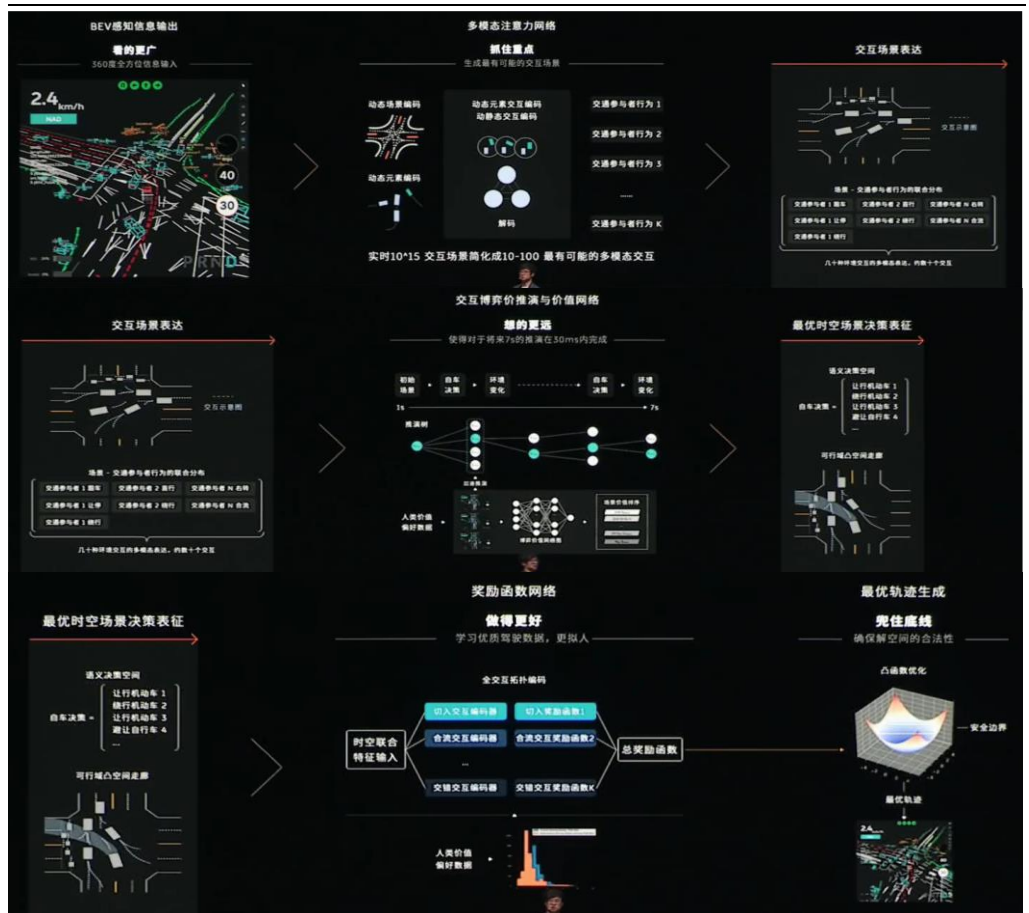 BEV感知信息输出
看的更广
360度全方位信息输入
2.4 km/h
NAD
40
30
PRND
多模态注意力网络
抓住重点
生成最有可能的交互场景
动态场景编码
动态元素编码
动态元素交互编码
动静态交互编码
解码
交通参与者行为 1
交通参与者行为 2
交通参与者行为 3
......
交通参与者行为 K
实时10^15 交互场景简化成10-100 最有可能的多模态交互
交互场景表达
交互示意图
场景 - 交通参与者行为的联合分布
交通参与者 1 跟车
交通参与者 2 直行
交通参与者 N 右转
交通参与者 1 让停
交通参与者 2 绕行
交通参与者 N 合流
交通参与者 1 绕行
几十种环境交互的多模态表达，约数十个交互
交互场景表达
交互示意图
场景 - 交通参与者行为的联合分布
交通参与者 1 跟车
交通参与者 2 直行
交通参与者 N 右转
交通参与者 1 让停
交通参与者 2 绕行
交通参与者 N 合流
交通参与者 1 绕行
几十种环境交互的多模态表达，约数十个交互
交互博弈价推演与价值网络
想的更远
使得对于将来7s的推演在30ms内完成
初始场景
自车决策
环境变化
自车决策
环境变化
1s
7s
推演树
人类价值
偏好数据
博弈价值网络图
场景价值排序
最优时空场景决策表征
语义决策空间
自车决策 =
让行机动车 1
绕行机动车 2
让行机动车 3
避让自行车 4
...
可行域凸空间走廊
最优时空场景决策表征
语义决策空间
自车决策 =
让行机动车 1
绕行机动车 2
让行机动车 3
避让自行车 4
...
可行域凸空间走廊
奖励函数网络
做得更好
学习优质驾驶数据，更拟人
全交互拓扑编码
时空联合
特征输入
切入交互编码器
切入奖励函数1
合流交互编码器
合流交互奖励函数2
...
交错交互编码器
交错交互奖励函数K
总奖励函数
人类价值
偏好数据
最优轨迹生成
兜住底线
确保解空间的合法性
凸函数优化
安全边界
最优轨迹
2.4 km/h